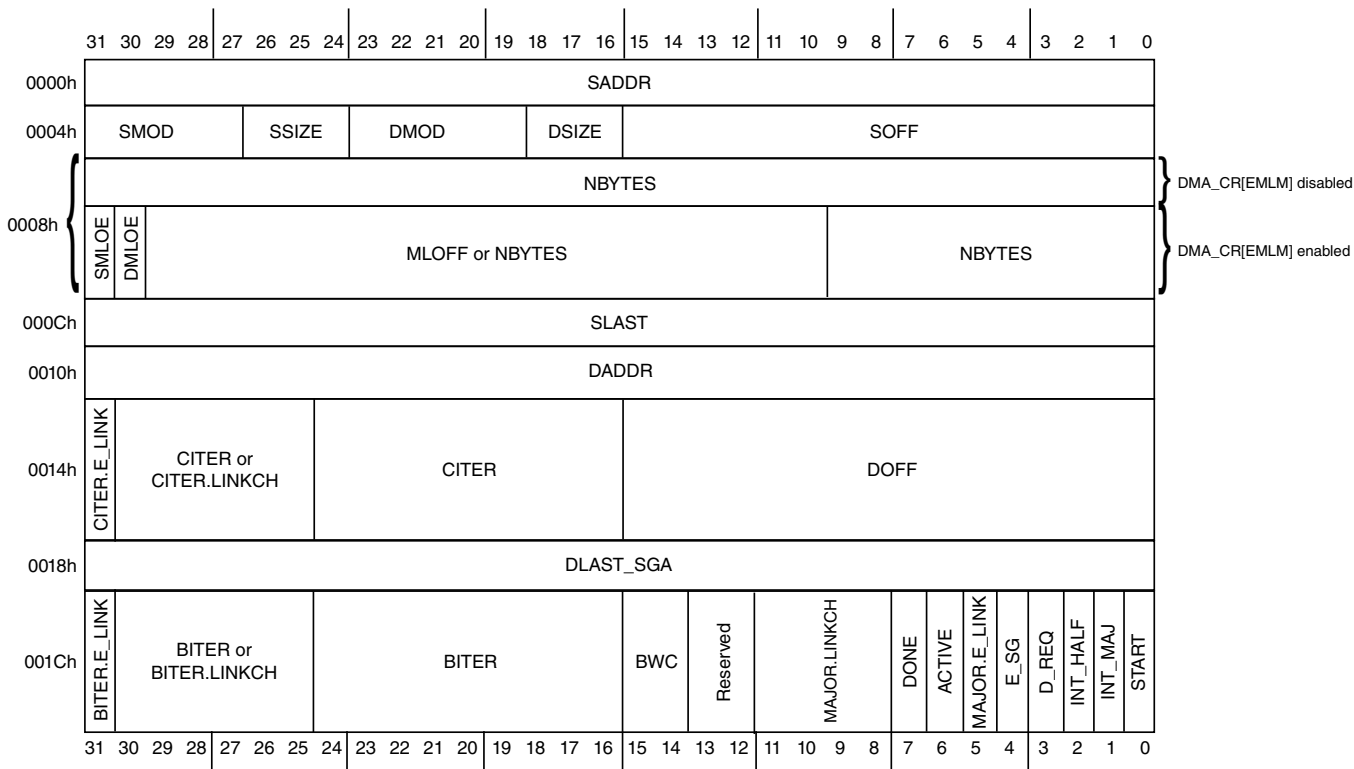 31 30 29 28 27 26 25 24 23 22 21 20 19 18 17 16 15 14 13 12 11 10 9 8 7 6 5 4 3 2 1 0
0000h SADDR
0004h SMOD SSIZE DMOD DSIZE SOFF
NBYTES DMA_CR[EMLM] disabled
0008h SMLOE DMLOE MLOFF or NBYTES NBYTES DMA_CR[EMLM] enabled
000Ch SLAST
0010h DADDR
0014h CITER.E_LINK CITER or
CITER.LINKCH CITER DOFF
0018h DLAST_SGA
001Ch BITER.E_LINK BITER or
BITER.LINKCH BITER BWC Reserved MAJOR.LINKCH DONE ACTIVE MAJOR.E_LINK E_SG D_REQ INT_HALF INT_MAJ START
31 30 29 28 27 26 25 24 23 22 21 20 19 18 17 16 15 14 13 12 11 10 9 8 7 6 5 4 3 2 1 0